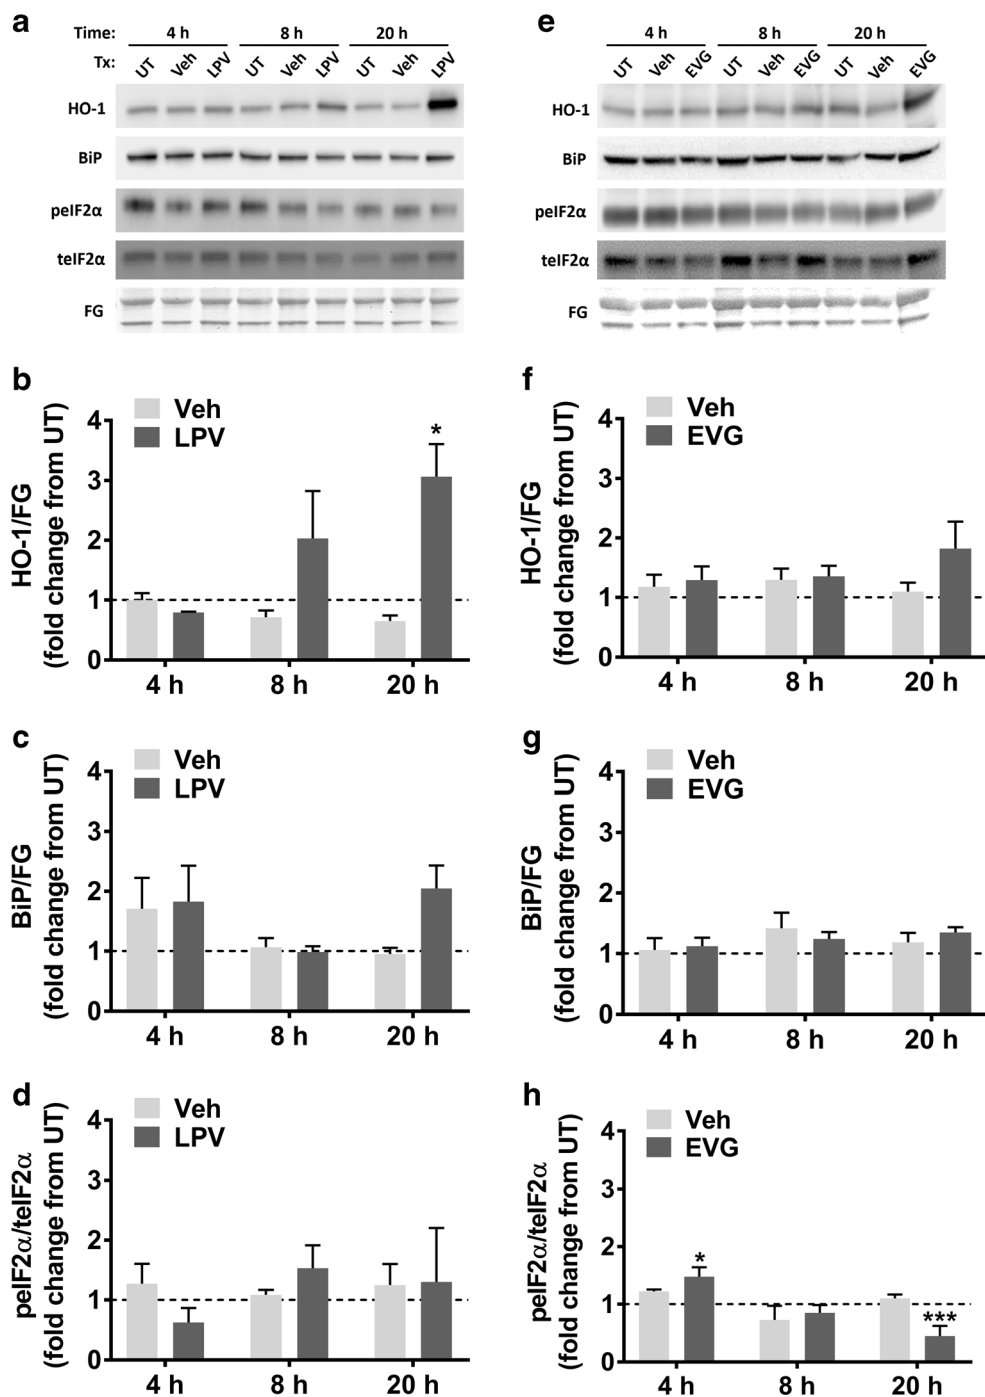 a
Time: 4 h 8 h 20 h
Tx: UT Veh LPV UT Veh LPV UT Veh LPV
HO-1
BiP
peIF2α
teIF2α
FG
e
4 h 8 h 20 h
UT Veh EVG UT Veh EVG UT Veh EVG
HO-1
BiP
peIF2α
teIF2α
FG
b
HO-1/FG
(fold change from UT)
4
3
2
1
0
Veh
LPV
*
4 h 8 h 20 h
f
HO-1/FG
(fold change from UT)
4
3
2
1
0
Veh
EVG
4 h 8 h 20 h
c
BiP/FG
(fold change from UT)
4
3
2
1
0
Veh
LPV
4 h 8 h 20 h
g
BiP/FG
(fold change from UT)
4
3
2
1
0
Veh
EVG
4 h 8 h 20 h
d
peIF2α/teIF2α
(fold change from UT)
4
3
2
1
0
Veh
LPV
4 h 8 h 20 h
h
peIF2α/teIF2α
(fold change from UT)
4
3
2
1
0
Veh
EVG
*
***
4 h 8 h 20 h